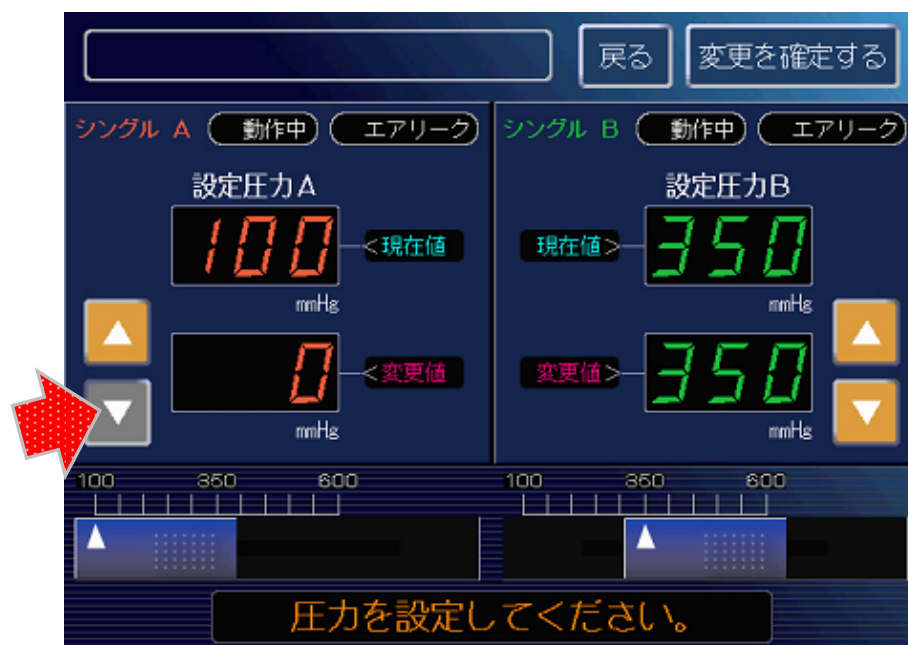 戻る 変更を確定する
シングル A 動作中 エアリーク シングル B 動作中 エアリーク
設定圧力A 設定圧力B
100 <現在値 現在値> 350
mmHg mmHg
0 <変更値 変更値> 350
mmHg mmHg
100 350 600 100 350 600
圧力を設定してください。